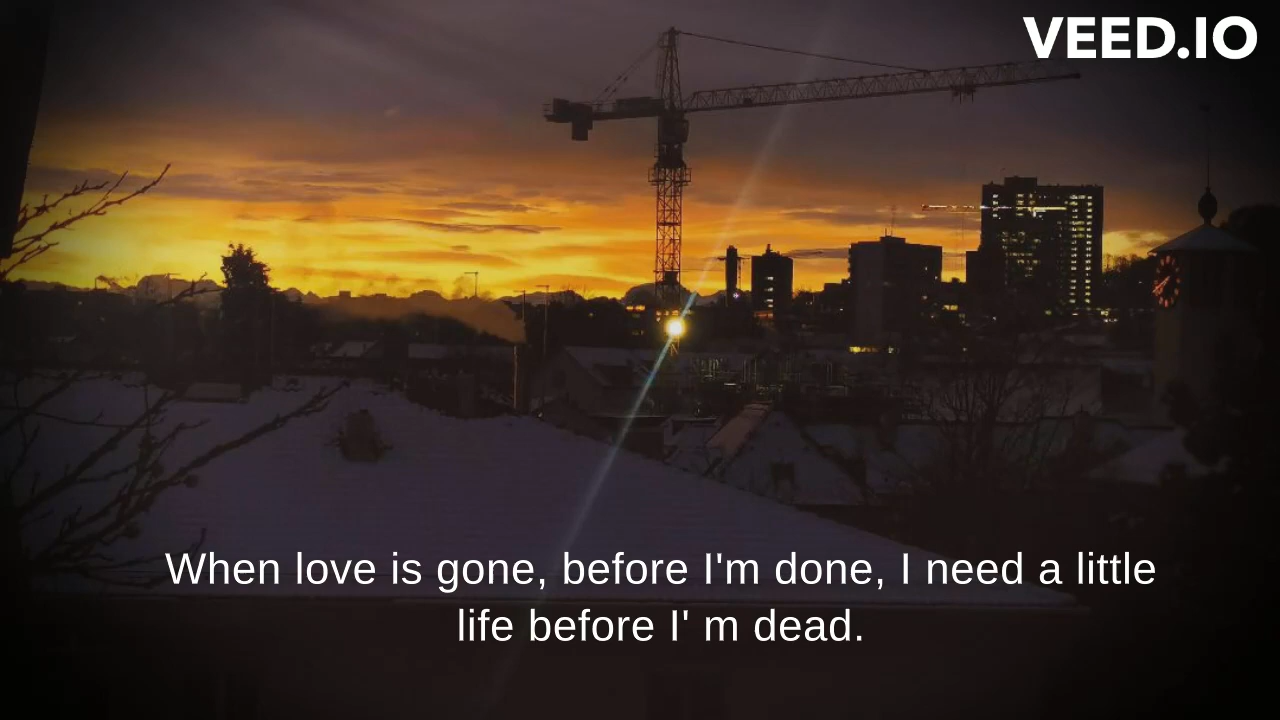 VEED.IO
When love is gone, before I'm done, I need a little
life before I' m dead.